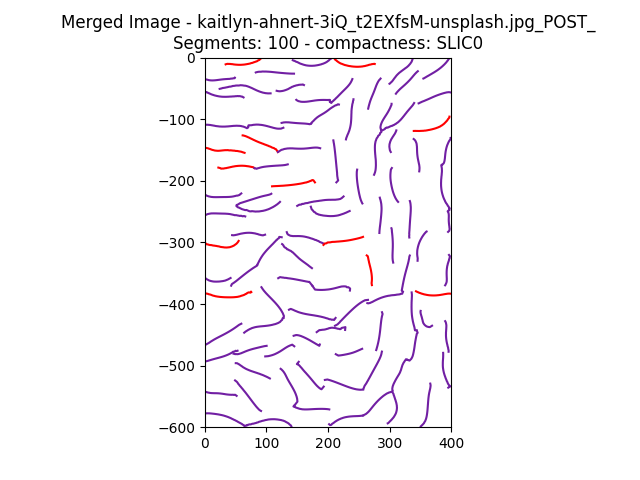 Merged Image - kaitlyn-ahnert-3iQ_t2EXfsM-unsplash.jpg_POST_
Segments: 100 - compactness: SLIC0
0
−100
−200
−300
−400
−500
−600
0 100 200 300 400